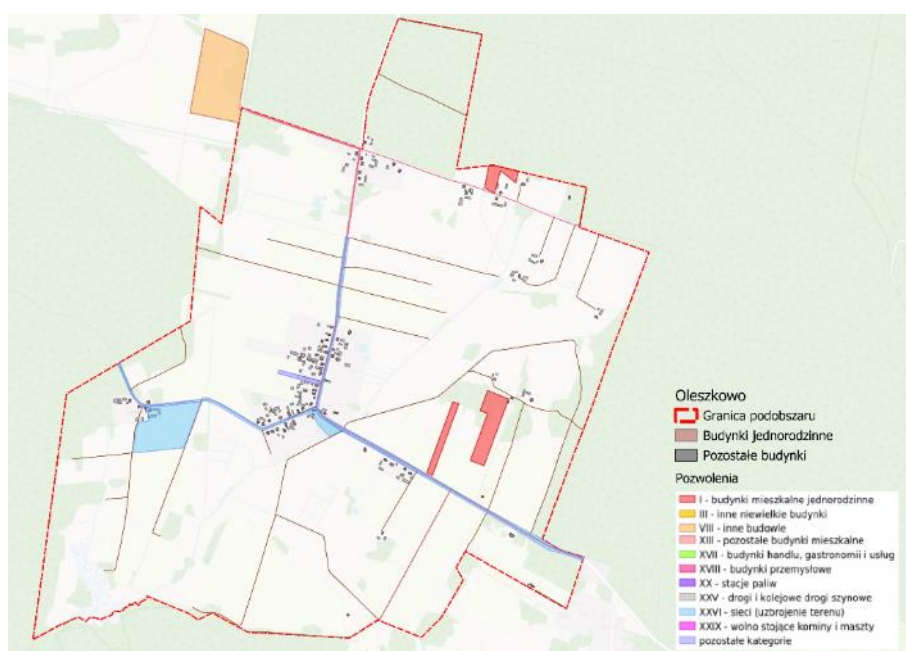 Oleszkowo
Granica podobszaru
Budynki jednorodzinne
Pozostałe budynki
Pozwolenia
I - budynki mieszkalne jednorodzinne
III - inne niewielkie budynki
VIII - inne budowle
XIII - pozostałe budynki mieszkalne
XVII - budynki handlu, gastronomii i usług
XVIII - budynki przemysłowe
XX - stacje paliw
XXV - drogi i kolejowe drogi szynowe
XXVI - sieci (uzbrojenie terenu)
XXIX - wolno stojące kominy i maszty
pozostałe kategorie